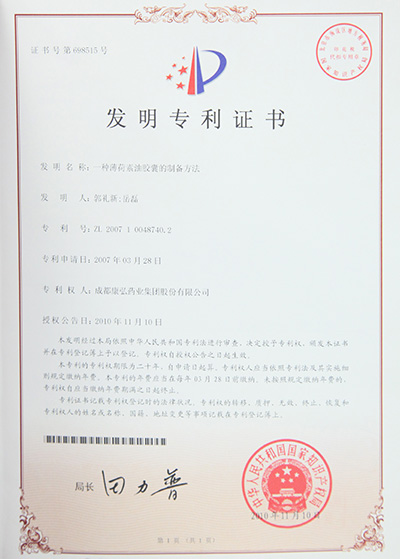 证书号第698515号
发明专利证书
发明名称：一种薄荷素油胶囊的制备方法
发明人：郭礼新;岳磊
专利号：ZL 2007 1 0048740.2
专利申请日：2007年03月28日
专利权人：成都康弘药业集团股份有限公司
授权公告日：2010年11月10日
本发明经过本局依照中华人民共和国专利法进行审查，决定授予专利权，颁发本证书
并在专利登记簿上予以登记。专利权自授权公告之日起生效。
本专利的专利权期限为二十年，自申请日起算。专利权人应当依照专利法及其实施细
则规定缴纳年费。本专利的年费应当在每年03月28日前缴纳。未按照规定缴纳年费的，
专利权自应当缴纳年费期满之日起终止。
专利证书记载专利权登记时的法律状况。专利权的转移、质押、无效、终止、恢复和
专利权人的姓名或名称、国籍、地址变更等事项记载在专利登记簿上。
局长
田力普
中华人民共和国国家知识产权局
2010年11月10日
第1页（共1页）